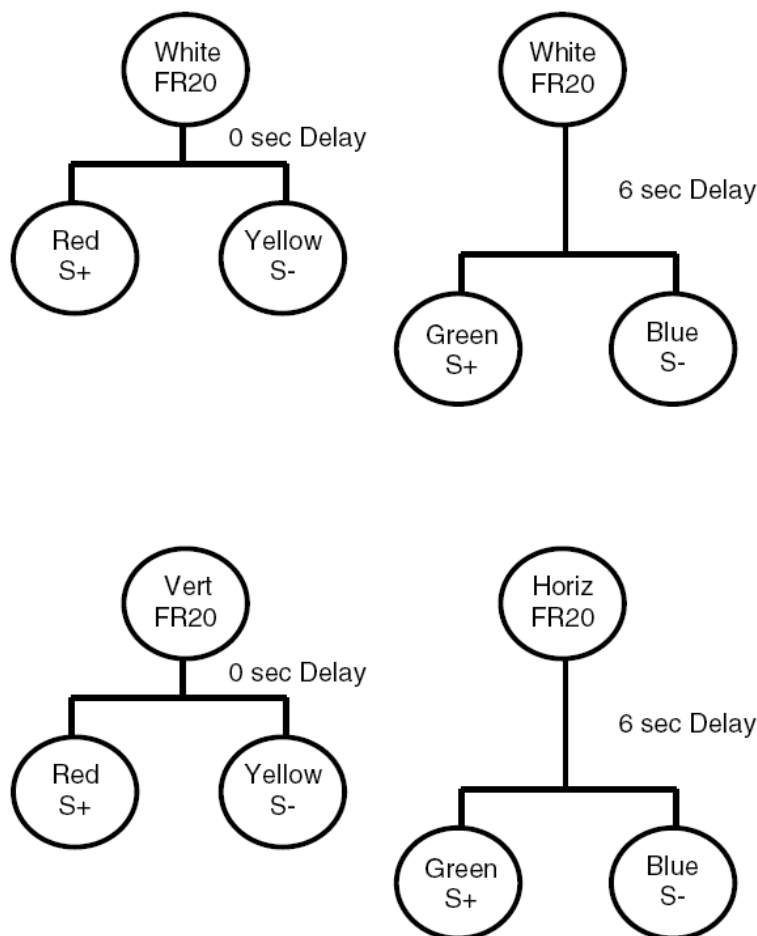 White
FR20
0 sec Delay
Red
S+
Yellow
S-
White
FR20
6 sec Delay
Green
S+
Blue
S-
Vert
FR20
0 sec Delay
Red
S+
Yellow
S-
Horiz
FR20
6 sec Delay
Green
S+
Blue
S-